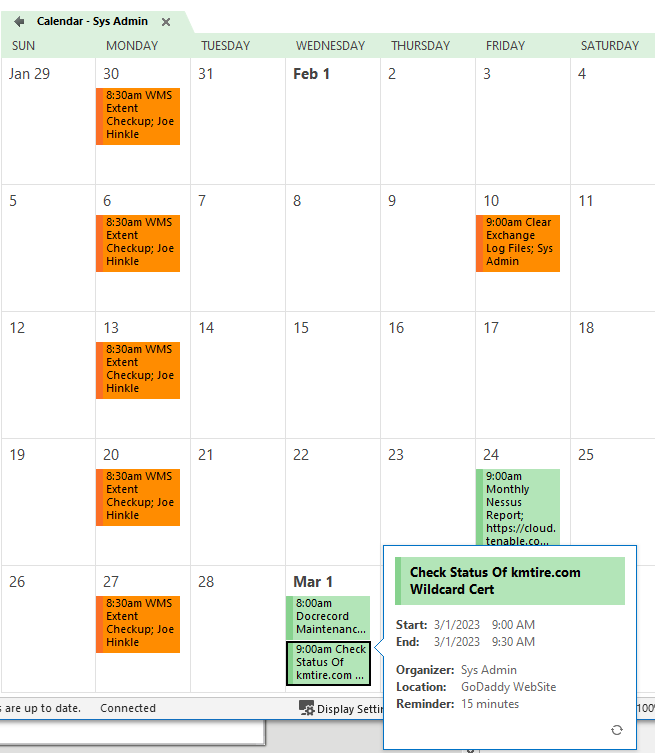 Calendar - Sys Admin
SUN MONDAY TUESDAY WEDNESDAY THURSDAY FRIDAY SATURDAY
Jan 29 30 31 Feb 1 2 3 4
8:30am WMS
Extent
Checkup; Joe
Hinkle
5 6 7 8 9 10 11
8:30am WMS
Extent
Checkup; Joe
Hinkle
9:00am Clear
Exchange
Log Files; Sys
Admin
12 13 14 15 16 17 18
8:30am WMS
Extent
Checkup; Joe
Hinkle
19 20 21 22 23 24 25
8:30am WMS
Extent
Checkup; Joe
Hinkle
9:00am
Monthly
Nessus
Report;
https://cloud.
tenable.co...
26 27 28 Mar 1
8:30am WMS
Extent
Checkup; Joe
Hinkle
8:00am
Docrecord
Maintenanc...
9:00am Check
Status Of
kmtire.com ...
Check Status Of kmtire.com
Wildcard Cert
Start: 3/1/2023 9:00 AM
End: 3/1/2023 9:30 AM
Organizer: Sys Admin
Location: GoDaddy WebSite
Reminder: 15 minutes
s are up to date. Connected Display Settin 100%